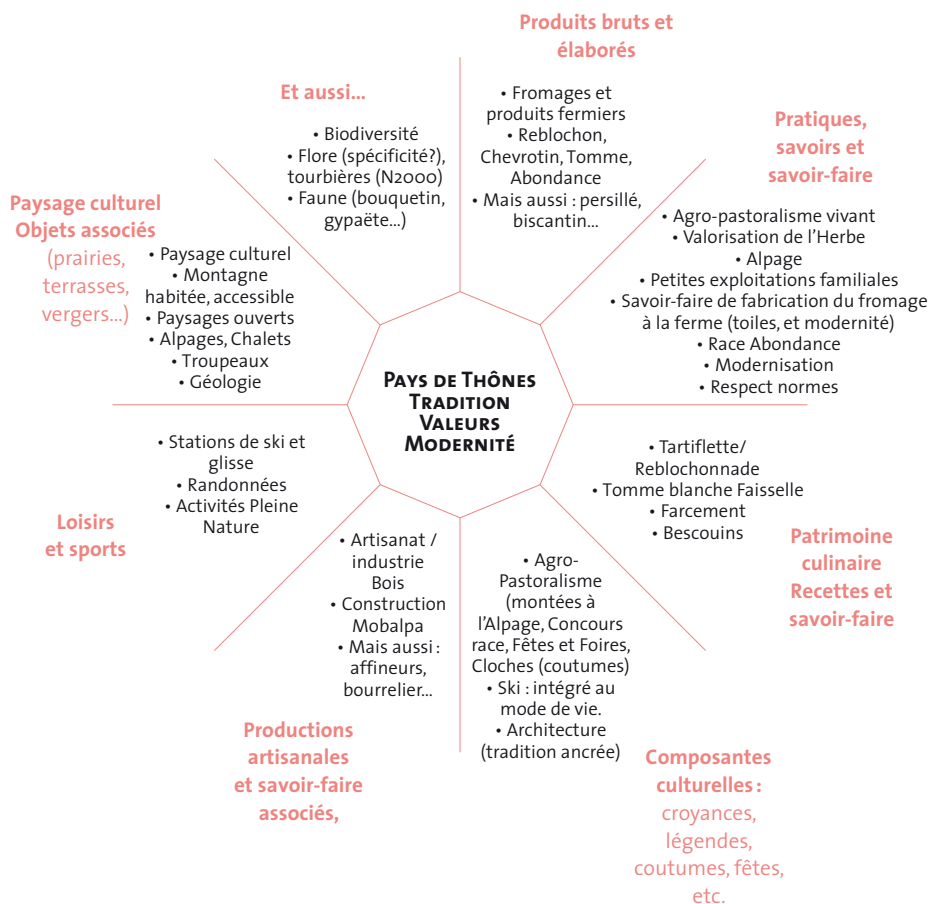 Produits bruts et
élaborés
• Fromages et
produits fermiers
• Reblochon,
Chevrotin, Tomme,
Abondance
• Mais aussi : persillé,
biscantin...
Pratiques,
savoirs et
savoir-faire
• Agro-pastoralisme vivant
• Valorisation de l'Herbe
• Alpage
• Petites exploitations familiales
• Savoir-faire de fabrication du fromage
à la ferme (toiles, et modernité)
• Race Abondance
• Modernisation
• Respect normes
• Tartiflette/
Reblochonnade
• Tomme blanche Faisselle
• Farcement
• Bescouins
Patrimoine
culinaire
Recettes et
savoir-faire
• Agro-
Pastoralisme
(montées à
l'Alpage, Concours
race, Fêtes et Foires,
Cloches (coutumes)
• Ski : intégré au
mode de vie.
• Architecture
(tradition ancrée)
Composantes
culturelles :
croyances,
légendes,
coutumes, fêtes,
etc.
• Artisanat /
industrie
Bois
• Construction
Mobalpa
• Mais aussi :
affineurs,
bourrelier...
Productions
artisanales
et savoir-faire
associés,
• Stations de ski et
glisse
• Randonnées
• Activités Pleine
Nature
Loisirs
et sports
Paysage culturel
Objets associés
(prairies,
terrasses,
vergers...)
• Paysage culturel
• Montagne
habitée, accessible
• Paysages ouverts
• Alpages, Chalets
• Troupeaux
• Géologie
Et aussi...
• Biodiversité
• Flore (spécificité?),
tourbières (N2000)
• Faune (bouquetin,
gypaëte...)
Pays de Thônes
Tradition
Valeurs
Modernité